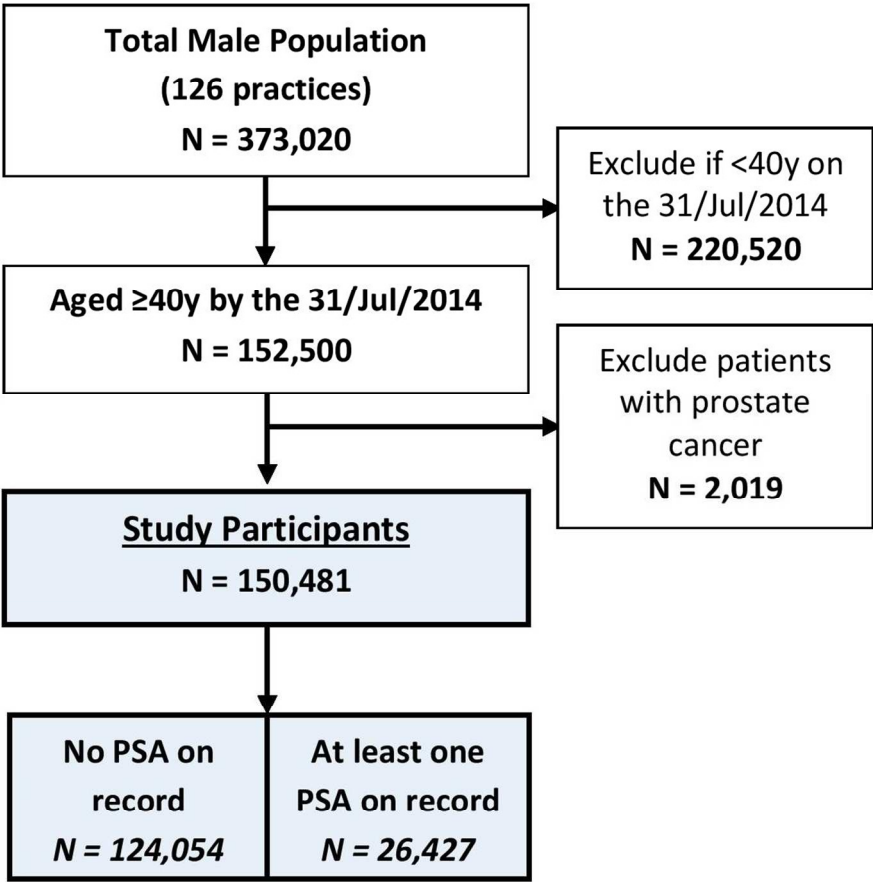 Total Male Population
(126 practices)
N = 373,020
Exclude if <40y on
the 31/Jul/2014
N = 220,520
Aged ≥40y by the 31/Jul/2014
N = 152,500
Exclude patients
with prostate
cancer
N = 2,019
Study Participants
N = 150,481
No PSA on
record
N = 124,054
At least one
PSA on record
N = 26,427